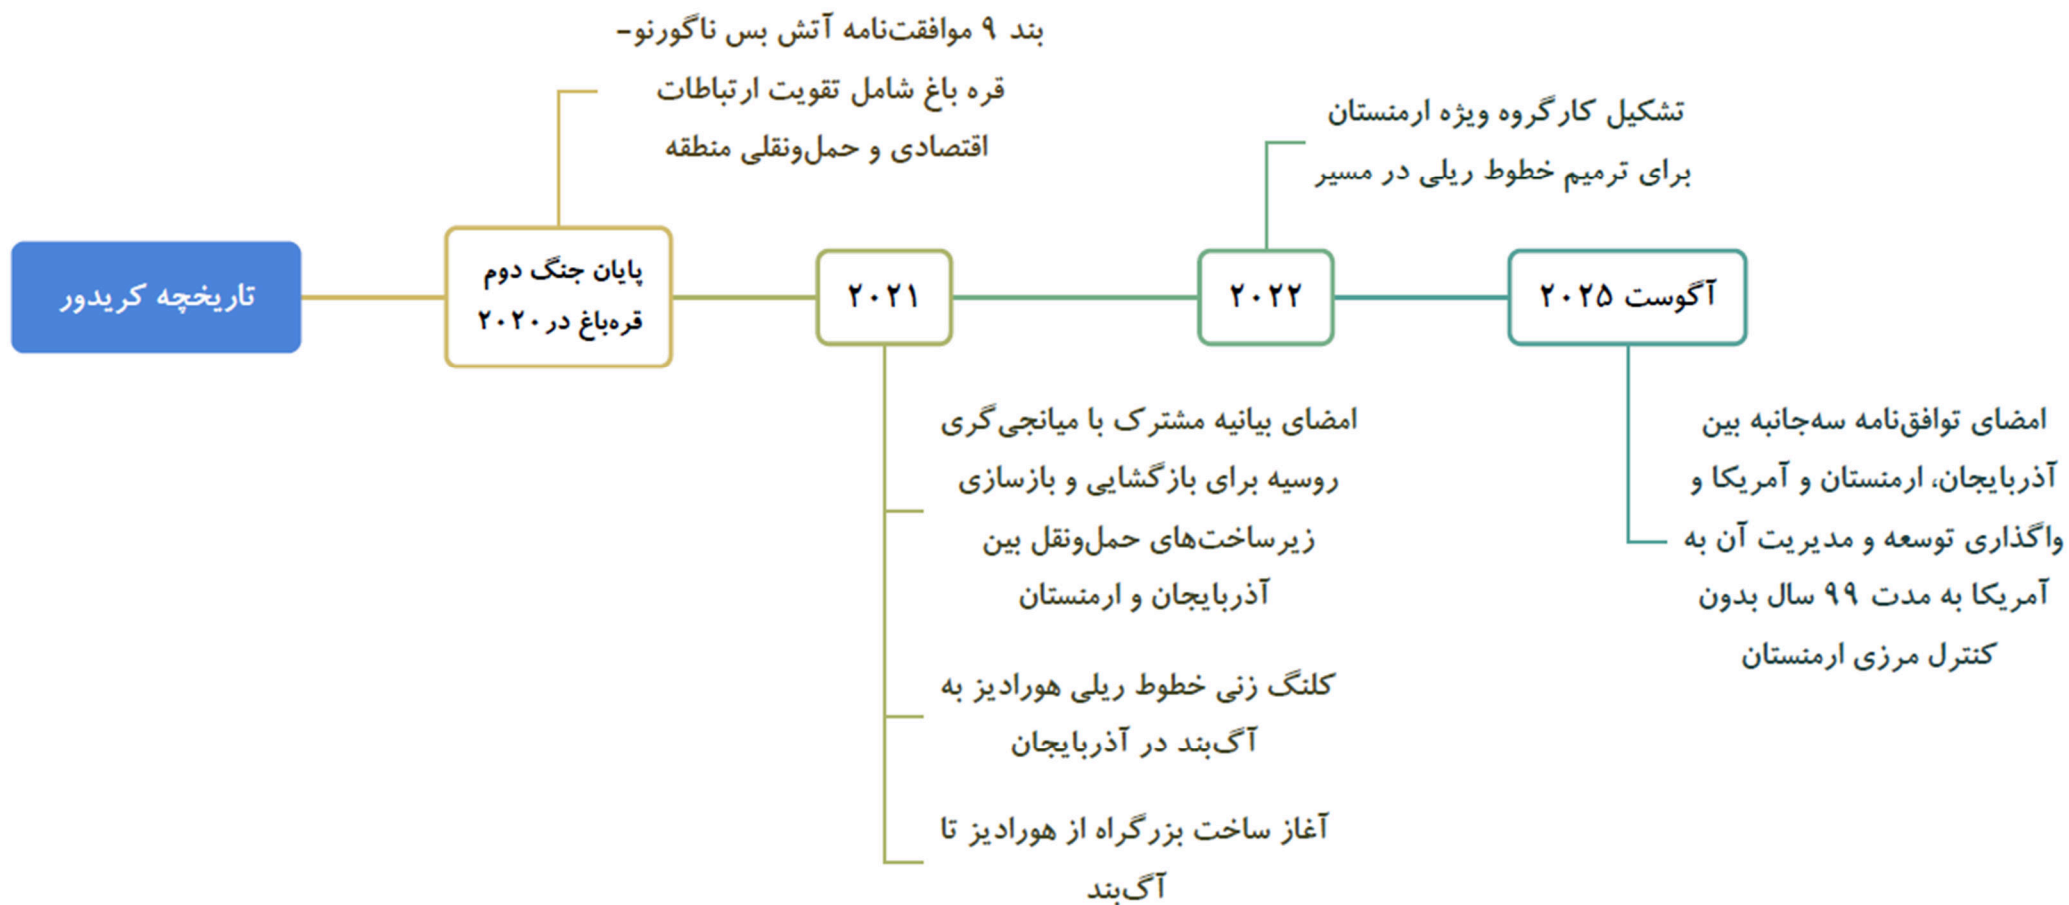 تاریخچه کریدور
پایان جنگ دوم
قره‌باغ در۲۰۲۰
بند ۹ موافقت‌نامه آتش بس ناگورنو-
قره باغ شامل تقویت ارتباطات
اقتصادی و حمل‌ونقلی منطقه
۲۰۲۱
امضای بیانیه مشترک با میانجی‌گری
روسیه برای بازگشایی و بازسازی
زیرساخت‌های حمل‌ونقل بین
آذربایجان و ارمنستان
کلنگ زنی خطوط ریلی هورادیز به
آگ‌بند در آذربایجان
آغاز ساخت بزرگراه از هورادیز تا
آگ‌بند
۲۰۲۲
تشکیل کارگروه ویژه ارمنستان
برای ترمیم خطوط ریلی در مسیر
آگوست ۲۰۲۵
امضای توافق‌نامه سه‌جانبه بین
آذربایجان، ارمنستان و آمریکا و
واگذاری توسعه و مدیریت آن به
آمریکا به مدت ۹۹ سال بدون
کنترل مرزی ارمنستان